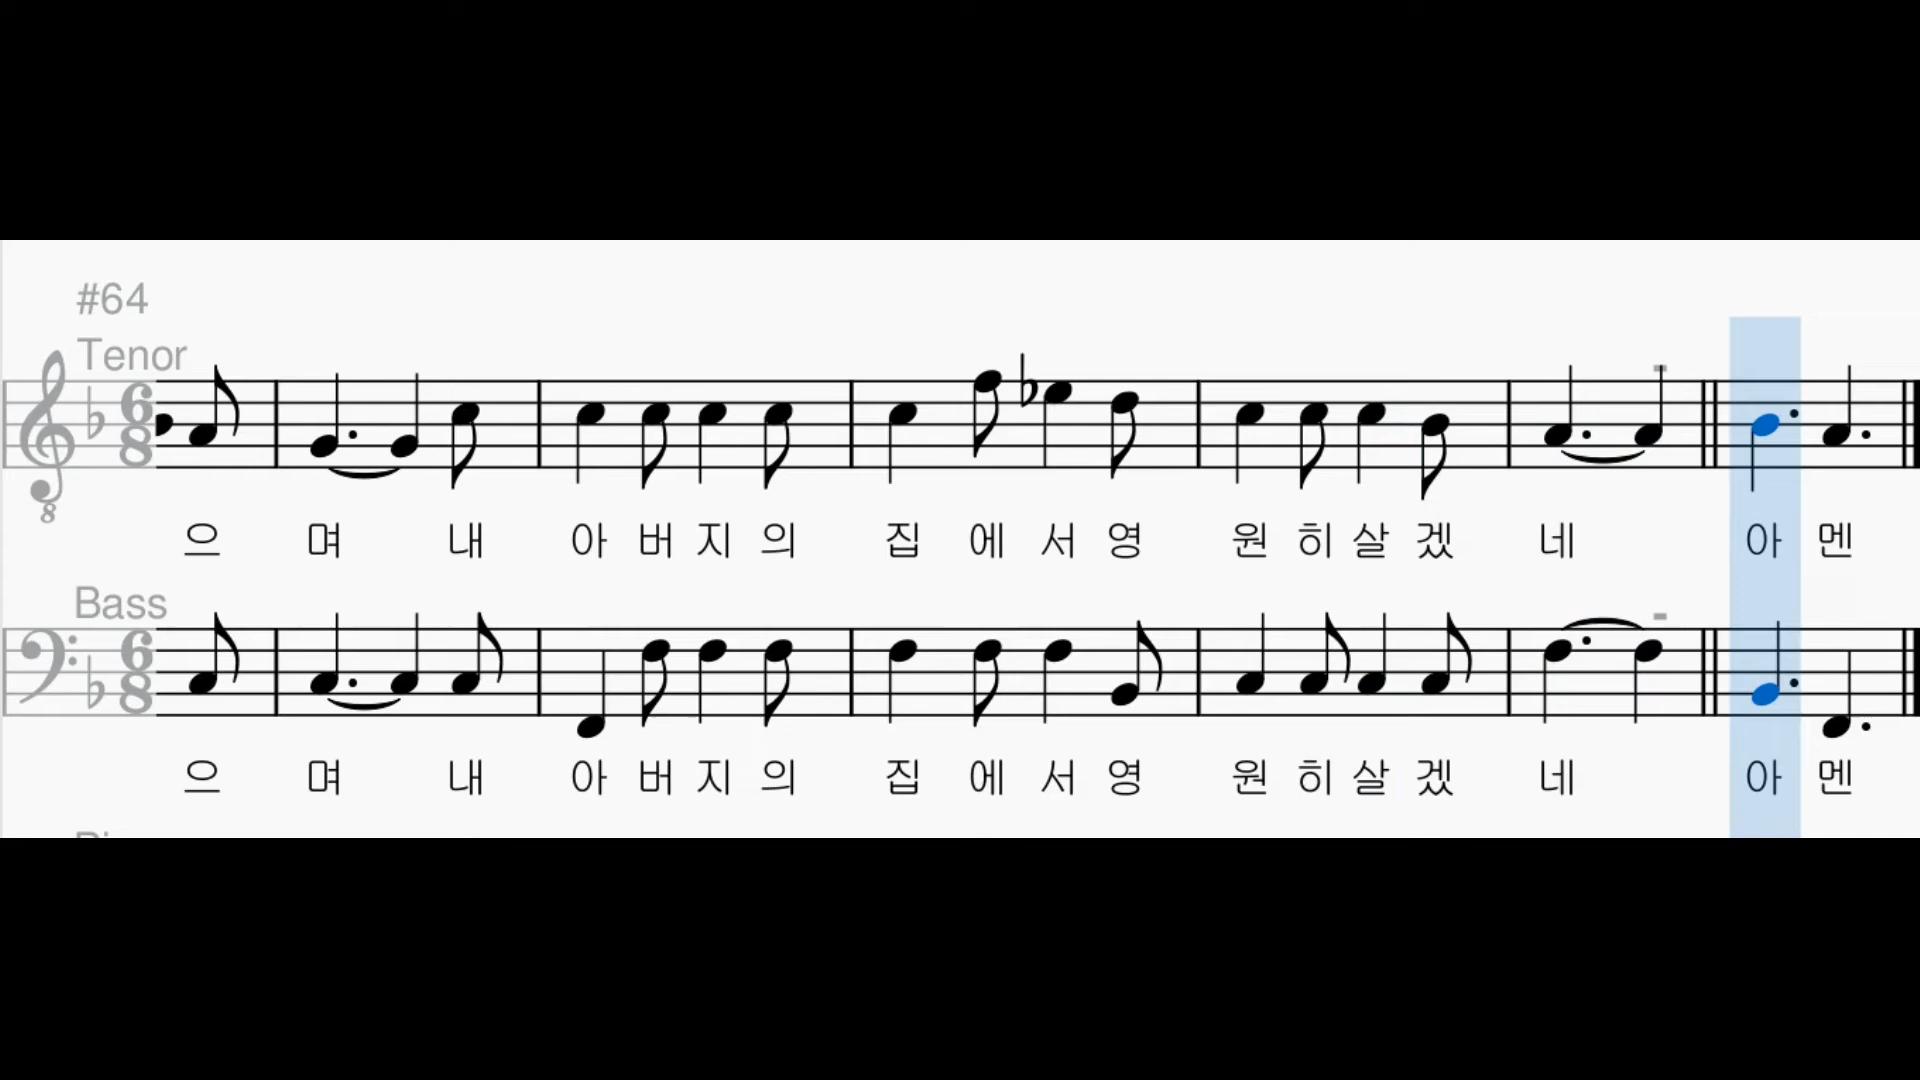 #64
Tenor
으 며 내 아 버 지 의 집 에 서 영 원 히 살 겠 네 아 멘
Bass
으 며 내 아 버 지 의 집 에 서 영 원 히 살 겠 네 아 멘